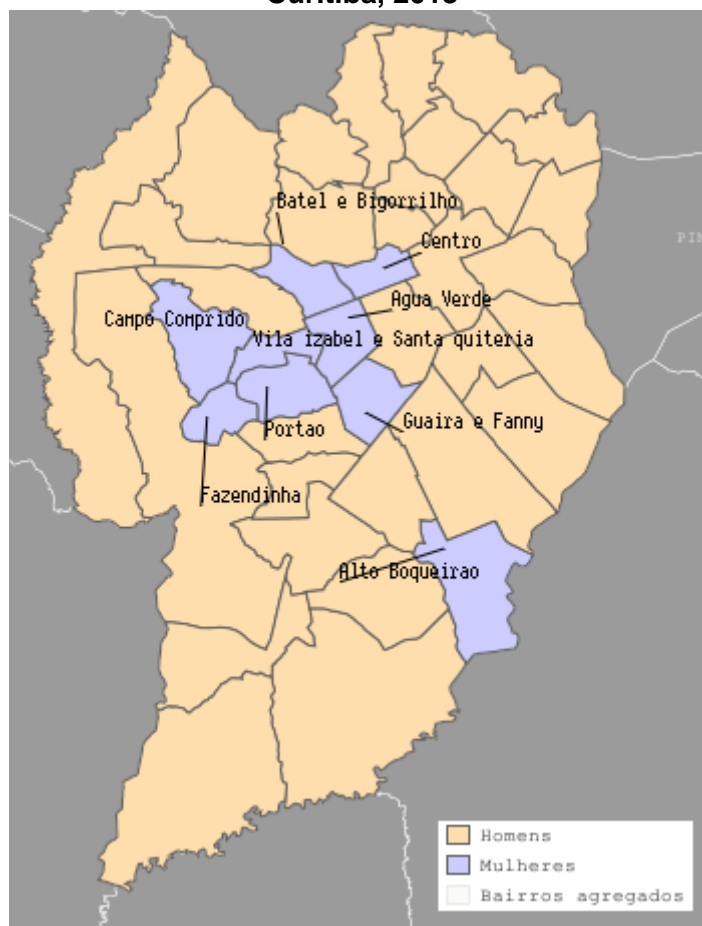 Batel e Bigorrilho
Centro
Agua Verde
Campo Comprido
Vila izabel e Santa quiteria
Portao
Guaira e Fanny
Fazendinha
Alto Boqueirao
Homens
Mulheres
Bairros agregados